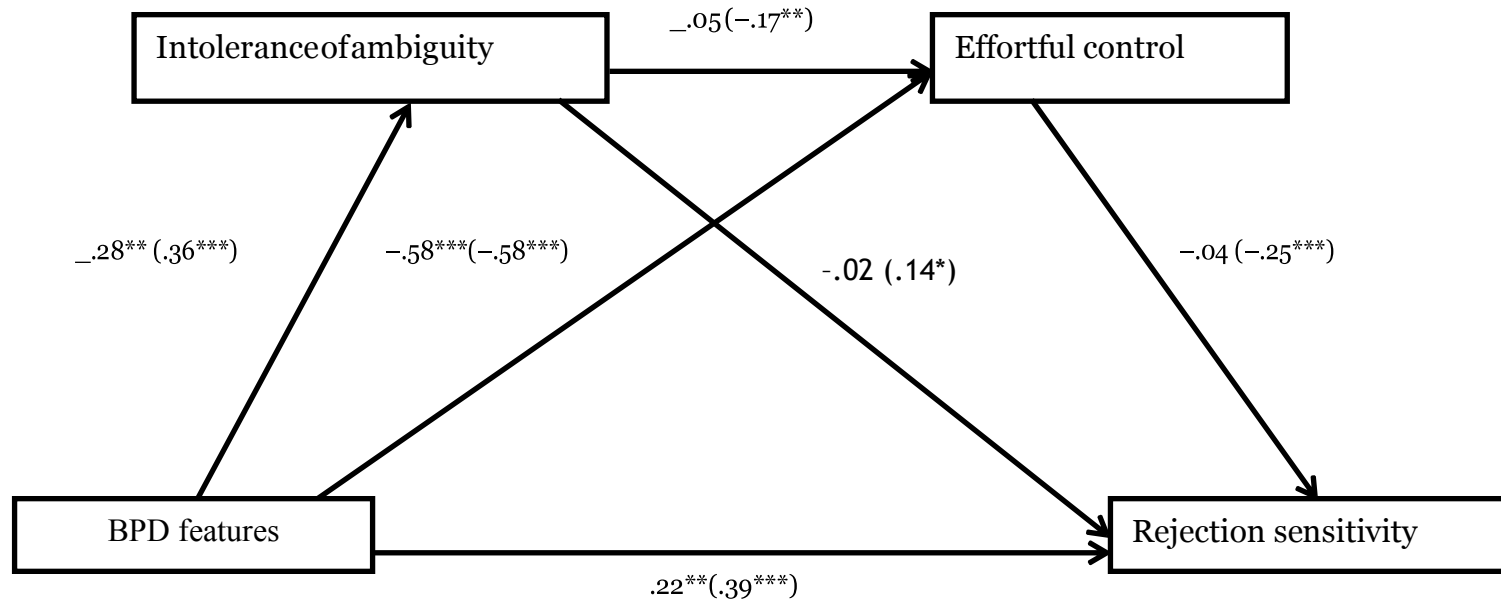 _.05(–.17**)
Intoleranceofambiguity
Effortful control
_.28** (.36***)
–.58***(–.58***)
-.02 (.14*)
–.04 (–.25***)
BPD features
Rejection sensitivity
.22**(.39***)